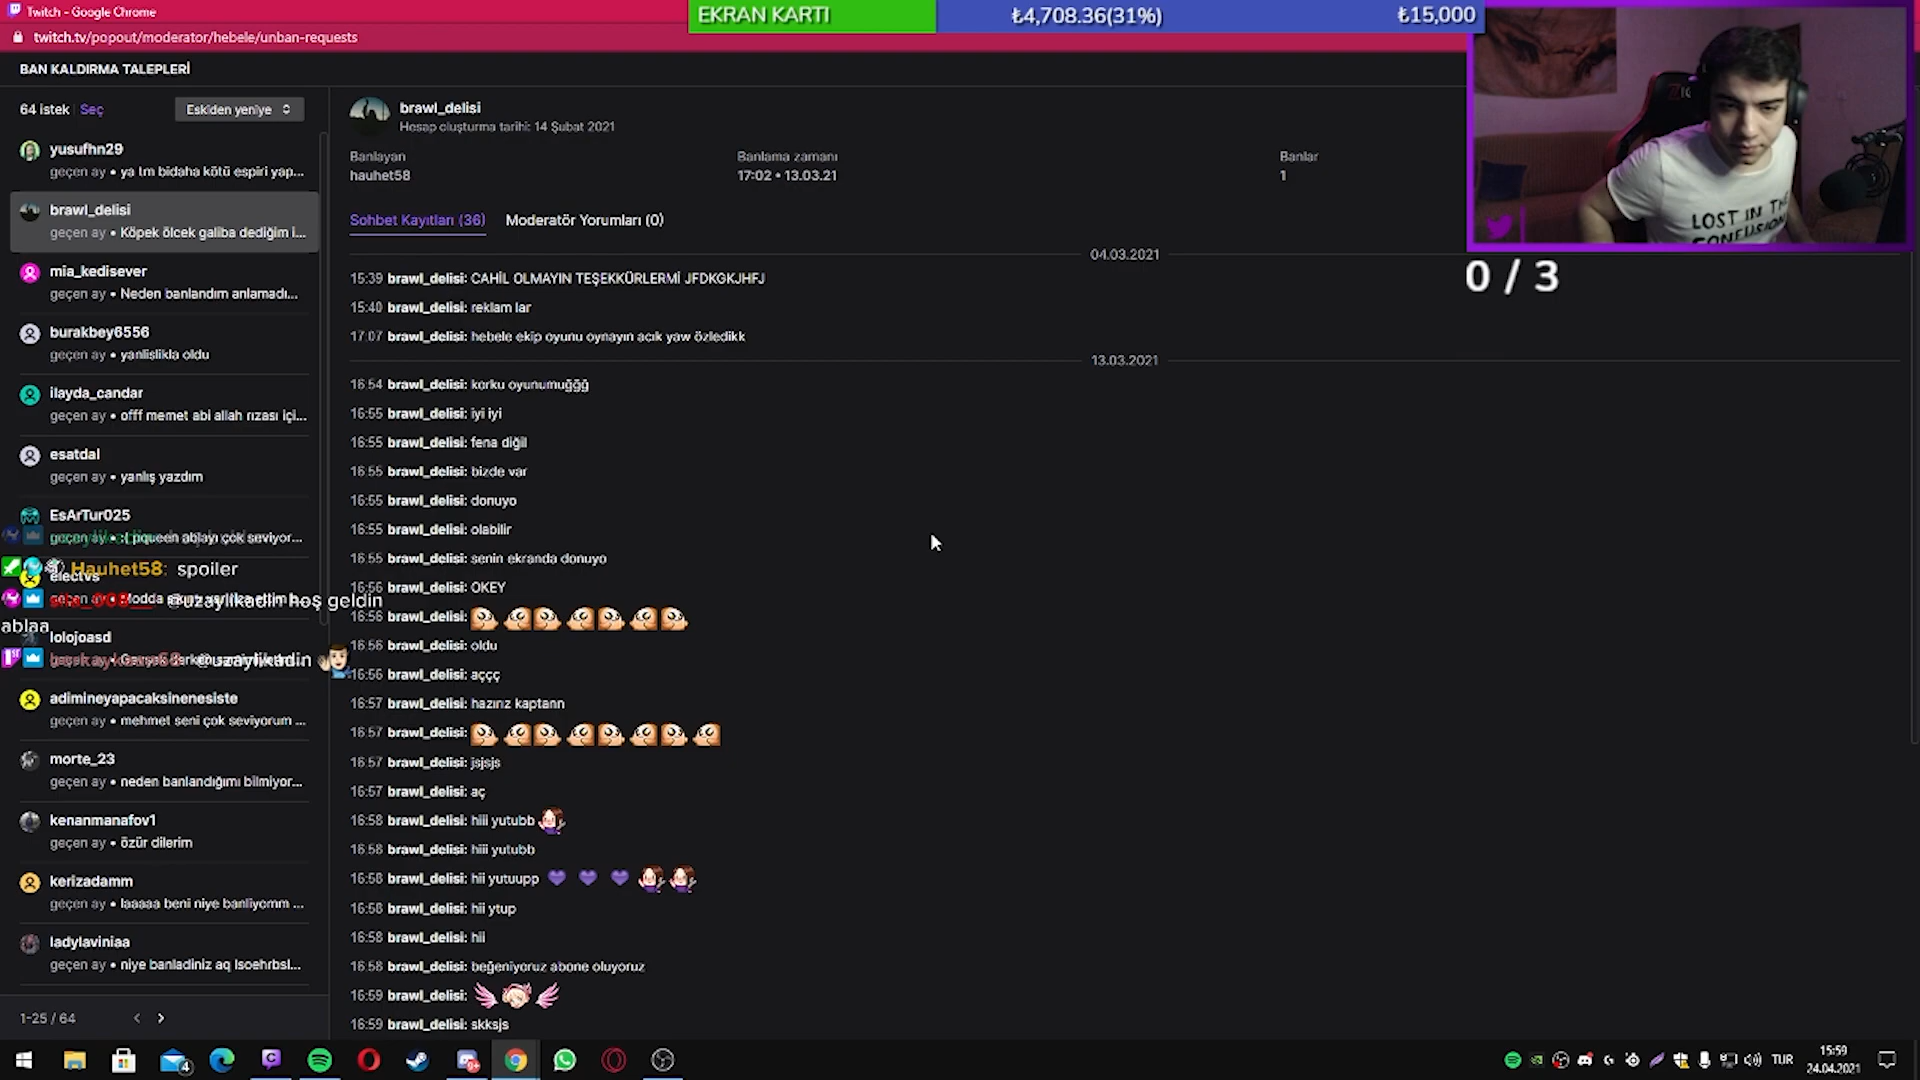 Twitch - Google Chrome
twitch.tv/popout/moderator/hebele/unban-requests
EKRAN KARTI
₺4,708.36(31%)
₺15,000
BAN KALDIRMA TALEPLERİ
64 istek
Seç
Eskiden yeniye
yusufhn29
geçen ay • ya tm bidaha kötü espiri yap...
brawl_delisi
geçen ay • Köpek ölcek galiba dediğim i...
mia_kedisever
geçen ay • Neden banlandım anlamadı...
burakbey6556
geçen ay • yanlislikla oldu
ilayda_candar
geçen ay • offf memet abi allah rızası içi...
esatdal
geçen ay • yanlış yazdım
EsArTur025
geçen ay • :( pqueen ablayı çok seviyor...
Hauhet58: spoiler
electvs
@uzaylikadin hoş geldin
ablaa
lolojoasd
@uzaylikadin
adimineyapacaksinenesiste
geçen ay • mehmet seni çok seviyorum ...
morte_23
geçen ay • neden banlandığımı bilmiyor...
kenanmanafov1
geçen ay • özür dilerim
kerizadamm
geçen ay • laaaaa beni niye banliyomm ...
ladylaviniaa
geçen ay • niye banladiniz aq lsoehrbsl...
1-25 / 64
brawl_delisi
Hesap oluşturma tarihi: 14 Şubat 2021
Banlayan
hauhet58
Banlama zamanı
17:02 • 13.03.21
Banlar
1
Sohbet Kayıtları (36)
Moderatör Yorumları (0)
04.03.2021
15:39 brawl_delisi: CAHİL OLMAYIN TEŞEKKÜRLERMİ JFDKGKJHFJ
15:40 brawl_delisi: reklam lar
17:07 brawl_delisi: hebele ekip oyunu oynayın acık yaw özledikk
13.03.2021
16:54 brawl_delisi: korku oyunumuğğğ
16:55 brawl_delisi: iyi iyi
16:55 brawl_delisi: fena diğil
16:55 brawl_delisi: bizde var
16:55 brawl_delisi: donuyo
16:55 brawl_delisi: olabilir
16:55 brawl_delisi: senin ekranda donuyo
16:56 brawl_delisi: OKEY
16:56 brawl_delisi:
16:56 brawl_delisi: oldu
16:56 brawl_delisi: aççç
16:57 brawl_delisi: hazırız kaptann
16:57 brawl_delisi:
16:57 brawl_delisi: jsjsjs
16:57 brawl_delisi: aç
16:58 brawl_delisi: hiii yutubb
16:58 brawl_delisi: hiii yutubb
16:58 brawl_delisi: hii yutuupp
16:58 brawl_delisi: hii ytup
16:58 brawl_delisi: hii
16:58 brawl_delisi: beğeniyoruz abone oluyoruz
16:59 brawl_delisi:
16:59 brawl_delisi: skksjs
LOST IN THE
CONFUSION
0 / 3
TUR
15:59
24.04.2021